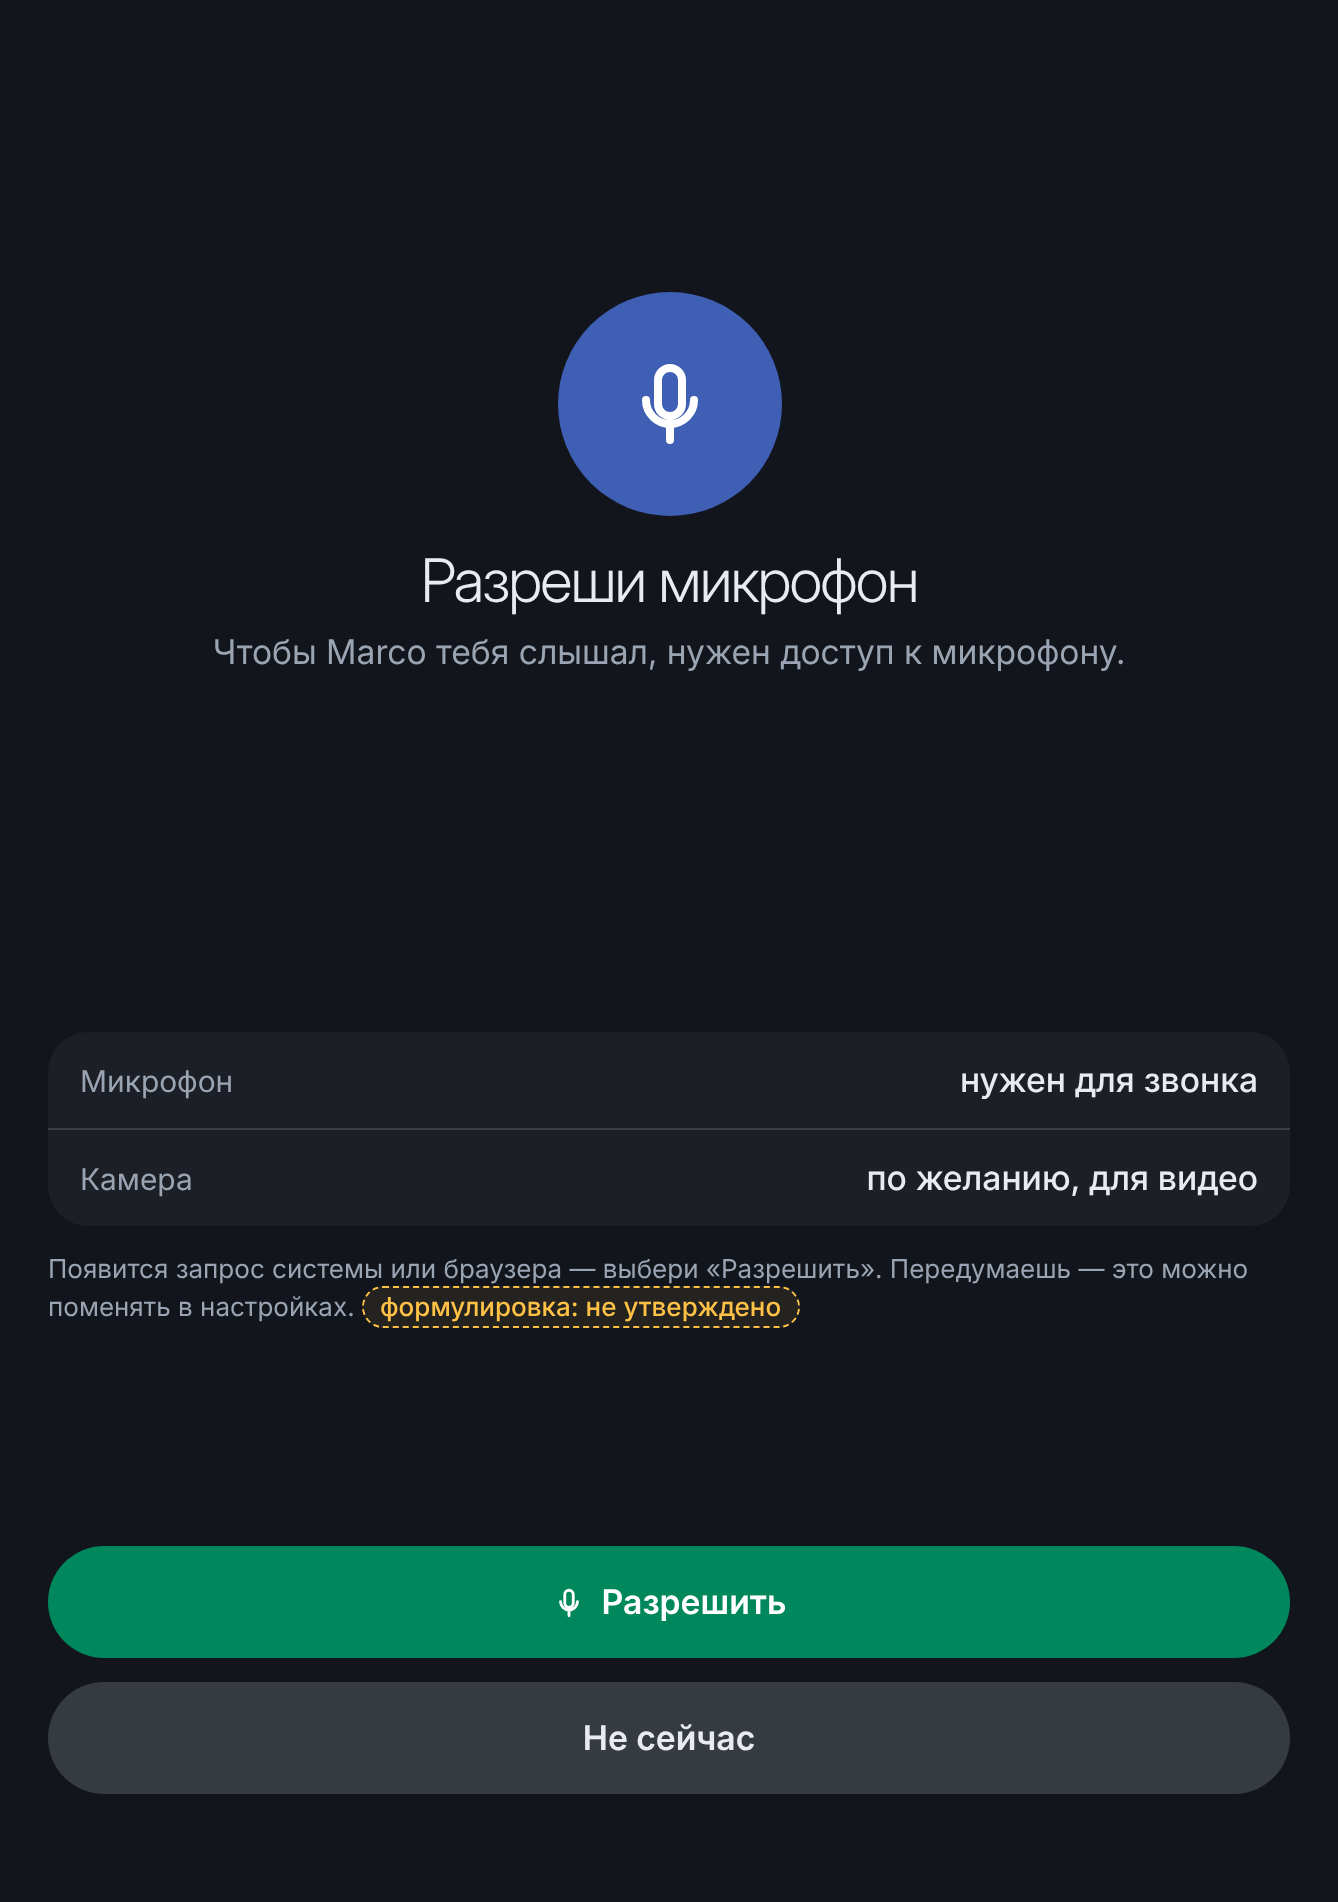 Разреши микрофон
Чтобы Marco тебя слышал, нужен доступ к микрофону.
Микрофон нужен для звонка
Камера по желанию, для видео
Появится запрос системы или браузера — выбери «Разрешить». Передумаешь — это можно
поменять в настройках. формулировка: не утверждено
Разрешить
Не сейчас